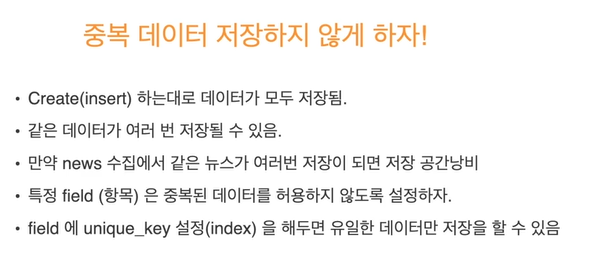 중복 데이터 저장하지 않게 하자!
• Create(insert) 하는대로 데이터가 모두 저장됨.
• 같은 데이터가 여러 번 저장될 수 있음.
• 만약 news 수집에서 같은 뉴스가 여러번 저장이 되면 저장 공간낭비
• 특정 field (항목) 은 중복된 데이터를 허용하지 않도록 설정하자.
• field 에 unique_key 설정(index) 을 해두면 유일한 데이터만 저장을 할 수 있음